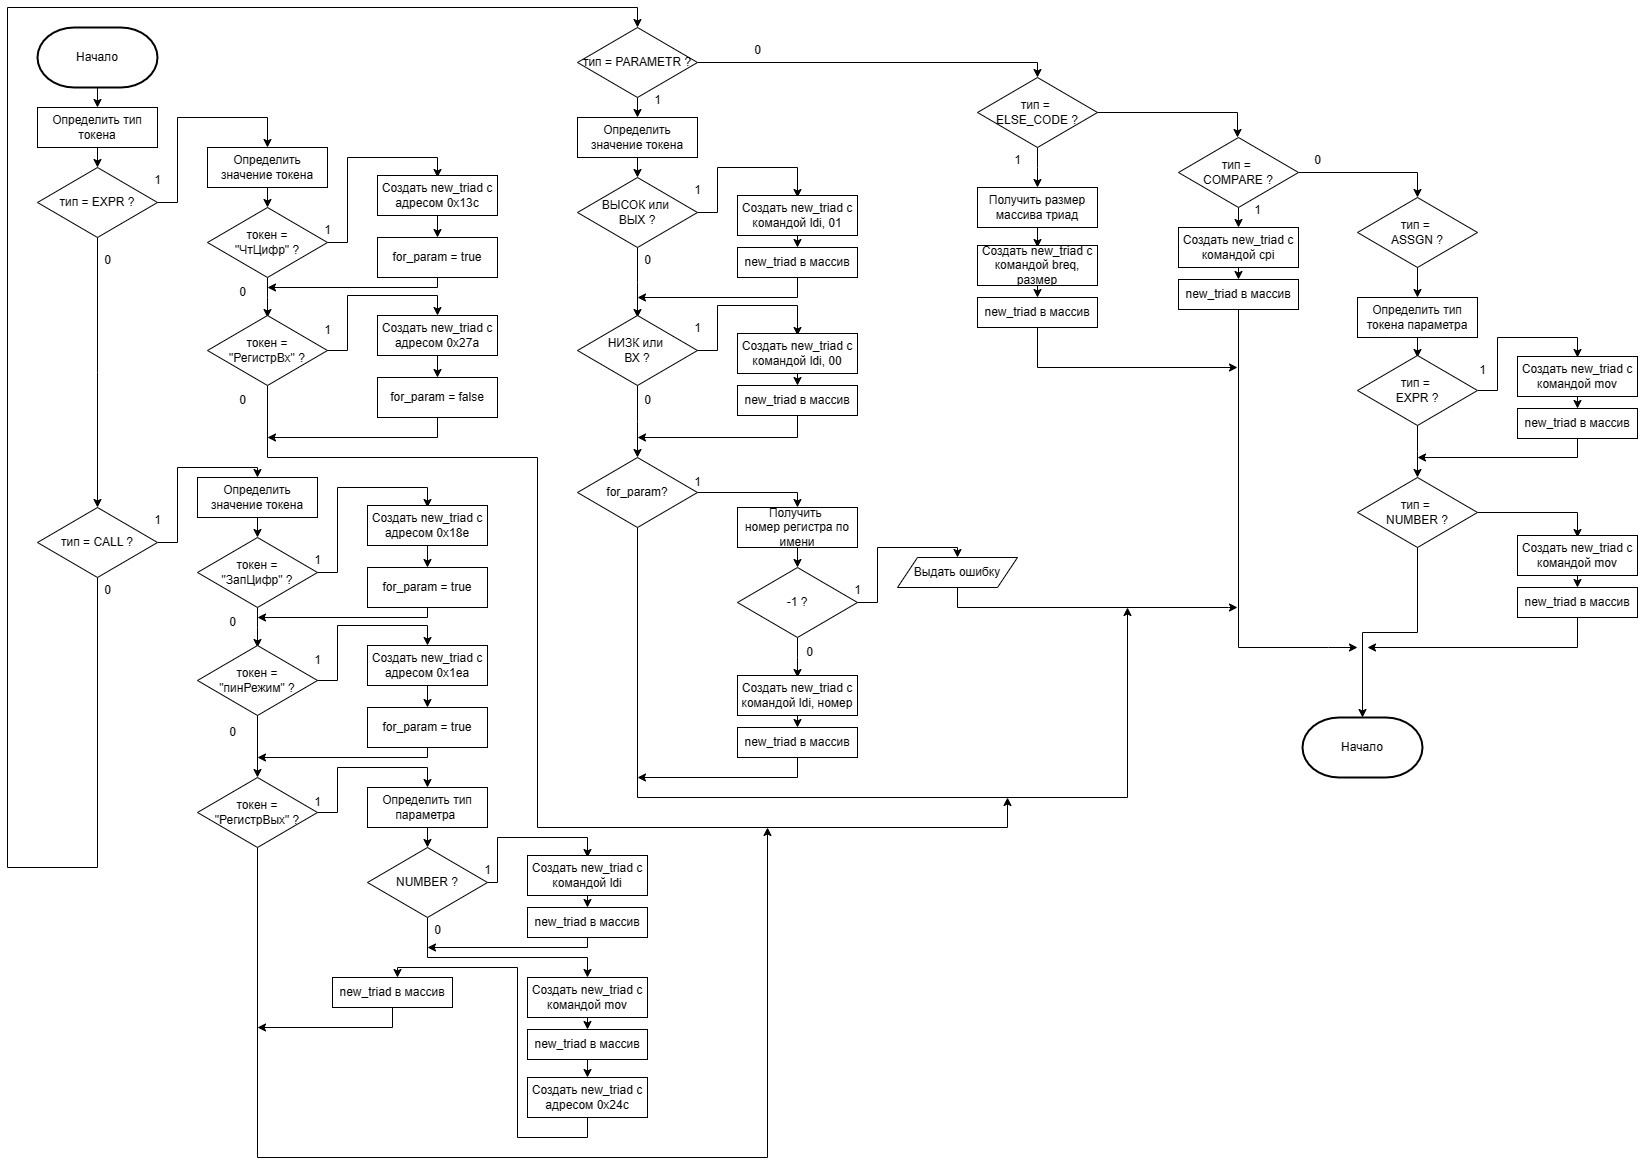 Начало
Определить тип
токена
тип = EXPR ?
1
0
Определить
значение токена
токен =
"ЧтЦифр" ?
1
0
Создать new_triad с
адресом 0x13c
for_param = true
токен =
"РегистрВх" ?
1
0
Создать new_triad с
адресом 0x27a
for_param = false
тип = CALL ?
1
0
Определить
значение токена
токен =
"ЗапЦифр" ?
1
0
Создать new_triad с
адресом 0x18e
for_param = true
токен =
"пинРежим" ?
1
0
Создать new_triad с
адресом 0x1ea
for_param = true
токен =
"РегистрВых" ?
1
Определить тип
параметра
NUMBER ?
1
0
Создать new_triad с
командой ldi
new_triad в массив
Создать new_triad с
командой mov
new_triad в массив
Создать new_triad с
адресом 0x24c
new_triad в массив
тип = PARAMETR ?
0
1
Определить
значение токена
ВЫСОК или
ВЫХ ?
1
0
Создать new_triad с
командой ldi, 01
new_triad в массив
НИЗК или
ВХ ?
1
0
Создать new_triad с
командой ldi, 00
new_triad в массив
for_param?
1
Получить
номер регистра по
имени
-1 ?
1
0
Выдать ошибку
Создать new_triad с
командой ldi, номер
new_triad в массив
тип =
ELSE_CODE ?
1
Получить размер
массива триад
Создать new_triad с
командой breq,
размер
new_triad в массив
тип =
COMPARE ?
0
1
Создать new_triad с
командой cpi
new_triad в массив
тип =
ASSGN ?
Определить тип
токена параметра
тип =
EXPR ?
1
Создать new_triad с
командой mov
new_triad в массив
тип =
NUMBER ?
Создать new_triad с
командой mov
new_triad в массив
Начало